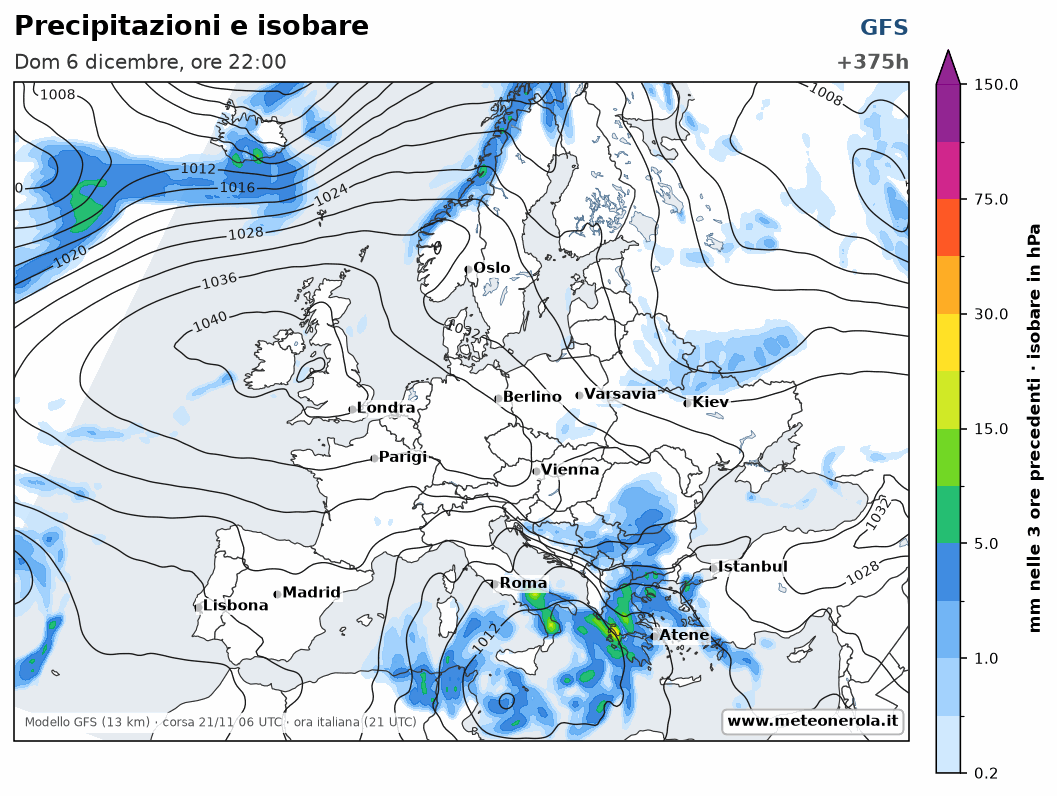 Precipitazioni e isobare
GFS
Dom 6 dicembre, ore 22:00
+375h
1008
1008
1012
1016
1024
1028
1020
1036
1040
1032
Oslo
Berlino
Varsavia
Kiev
Londra
Parigi
Vienna
1032
1028
Istanbul
Roma
Madrid
Lisbona
1012
Atene
Modello GFS (13 km) · corsa 21/11 06 UTC · ora italiana (21 UTC)
www.meteonerola.it
150.0
75.0
30.0
15.0
5.0
1.0
0.2
mm nelle 3 ore precedenti · isobare in hPa